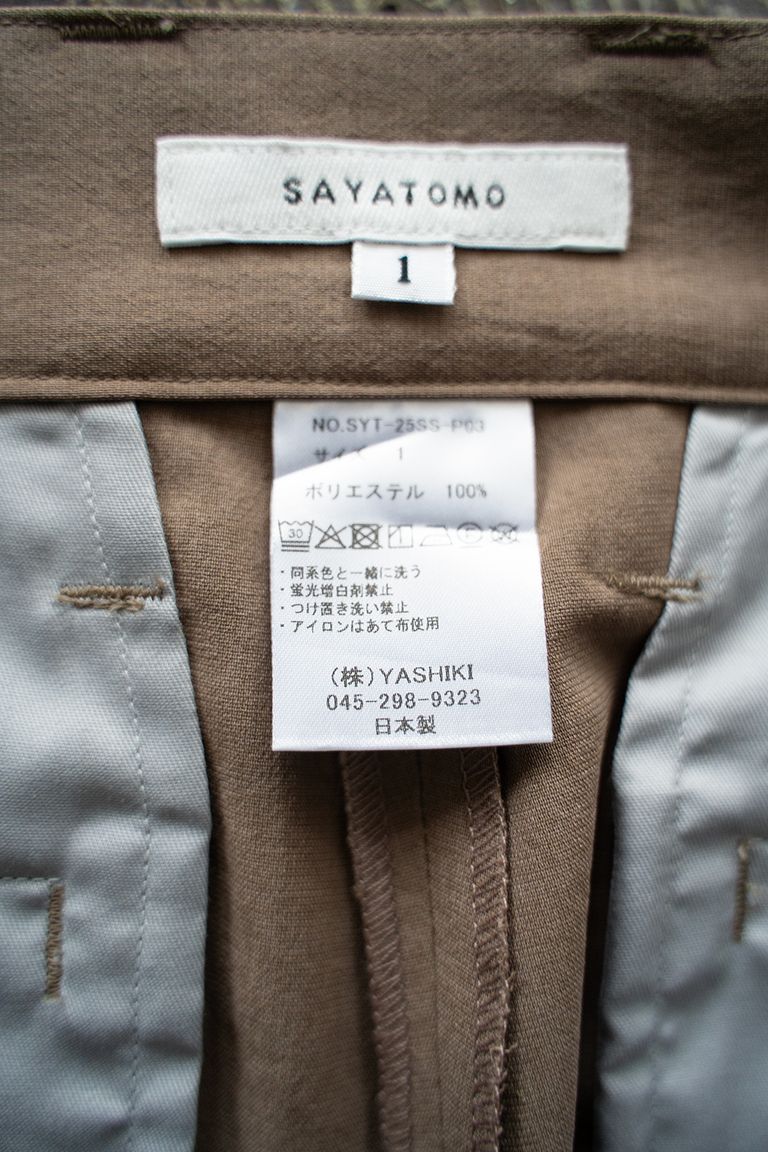 SAYATOMO
1
NO.SYT-25SS-P03
サイズ 1
ポリエステル 100%
30
・同系色と一緒に洗う
・蛍光増白剤禁止
・つけ置き洗い禁止
・アイロンはあて布使用
(株)YASHIKI
045-298-9323
日本製